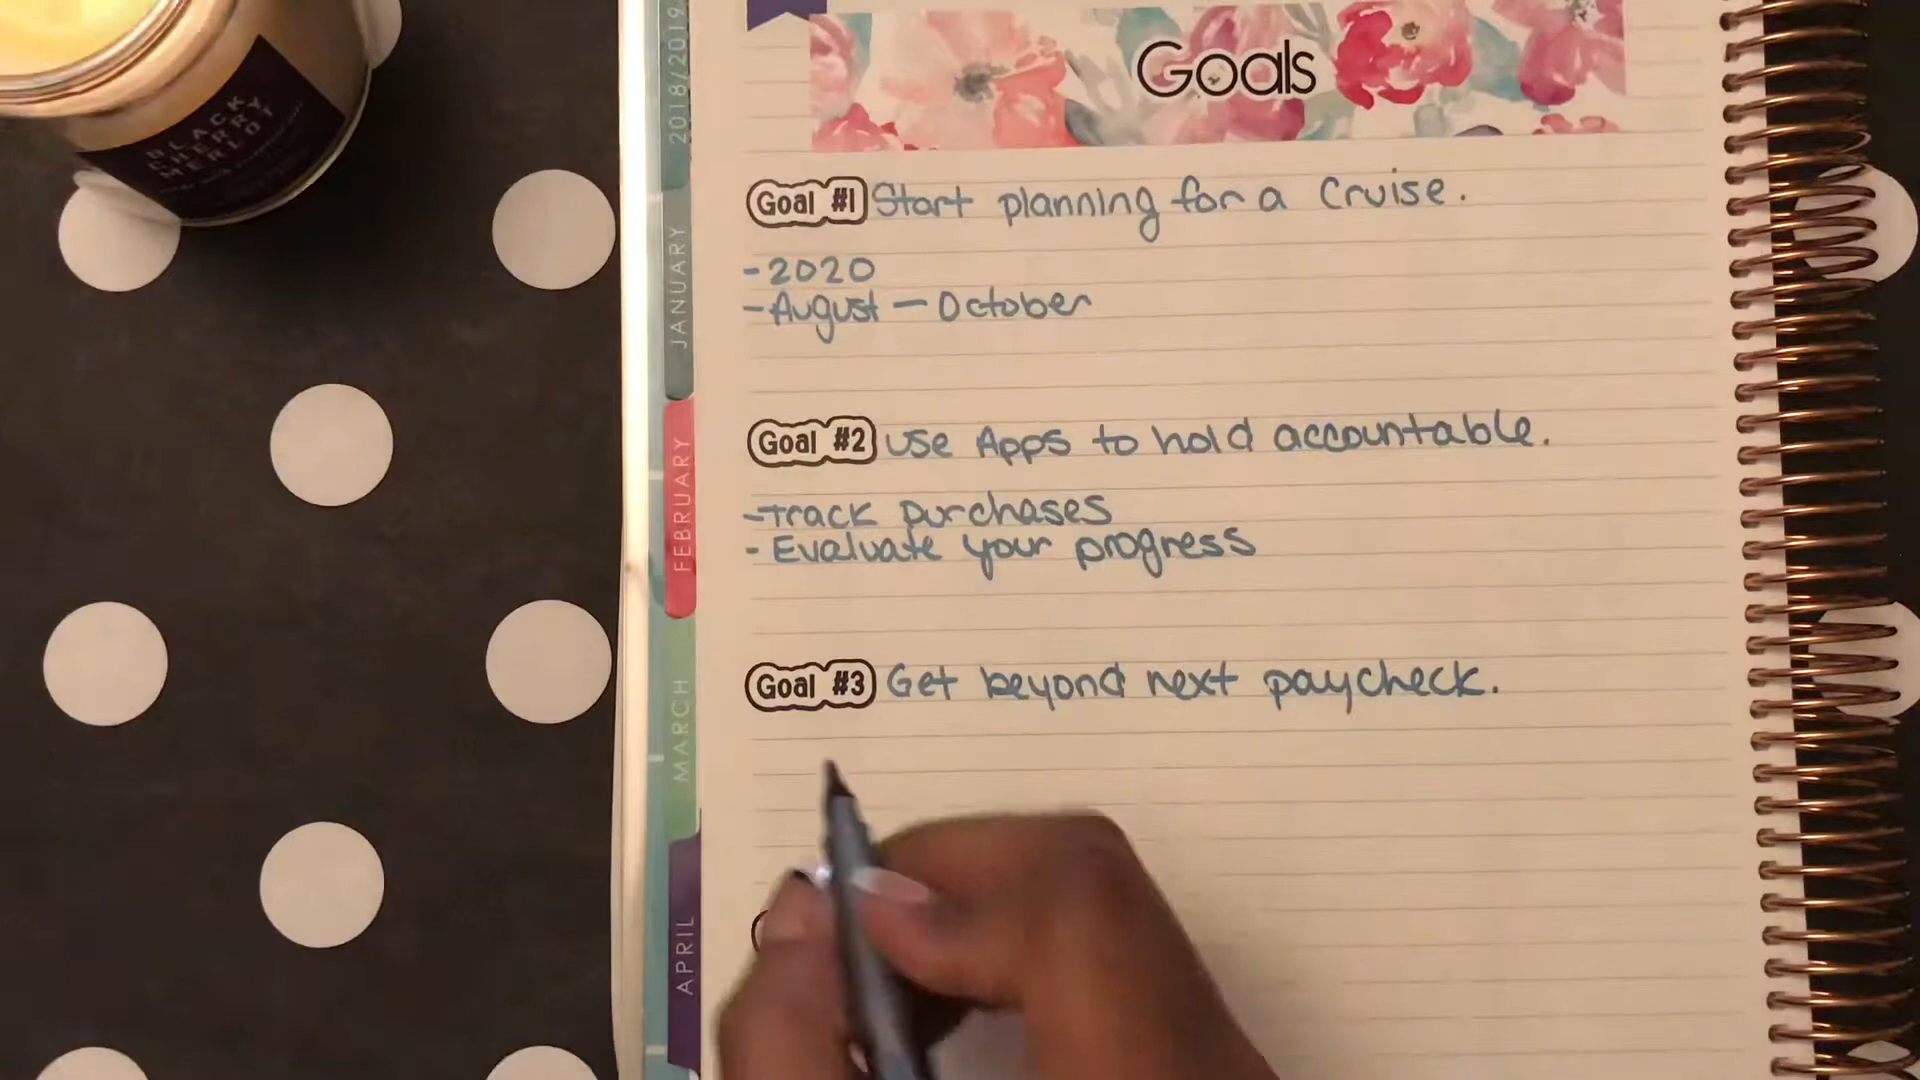 BLACK
CHERRY
MERLOT
2018/2019
JANUARY
FEBRUARY
MARCH
APRIL
Goals
Goal #1 Start planning for a Cruise.
- 2020
- August - October
Goal #2 use Apps to hold accountable.
- Track purchases
- Evaluate your progress
Goal #3 Get beyond next paycheck.